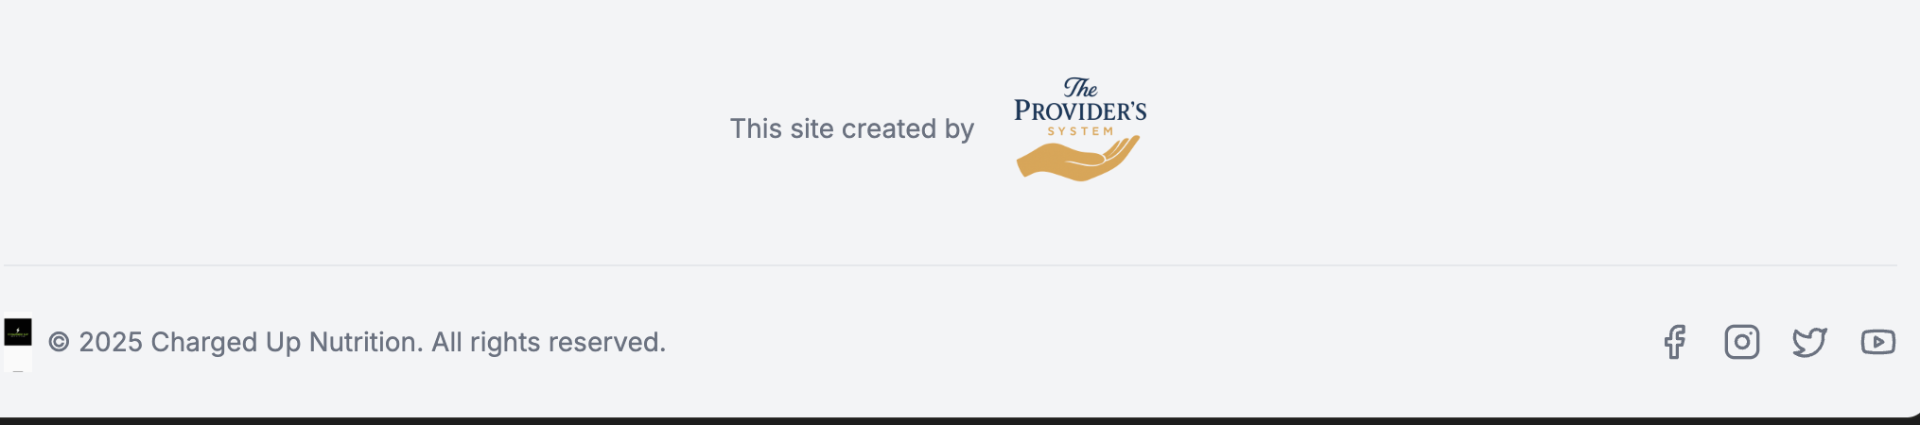 This site created by
The
PROVIDER'S
SYSTEM
© 2025 Charged Up Nutrition. All rights reserved.